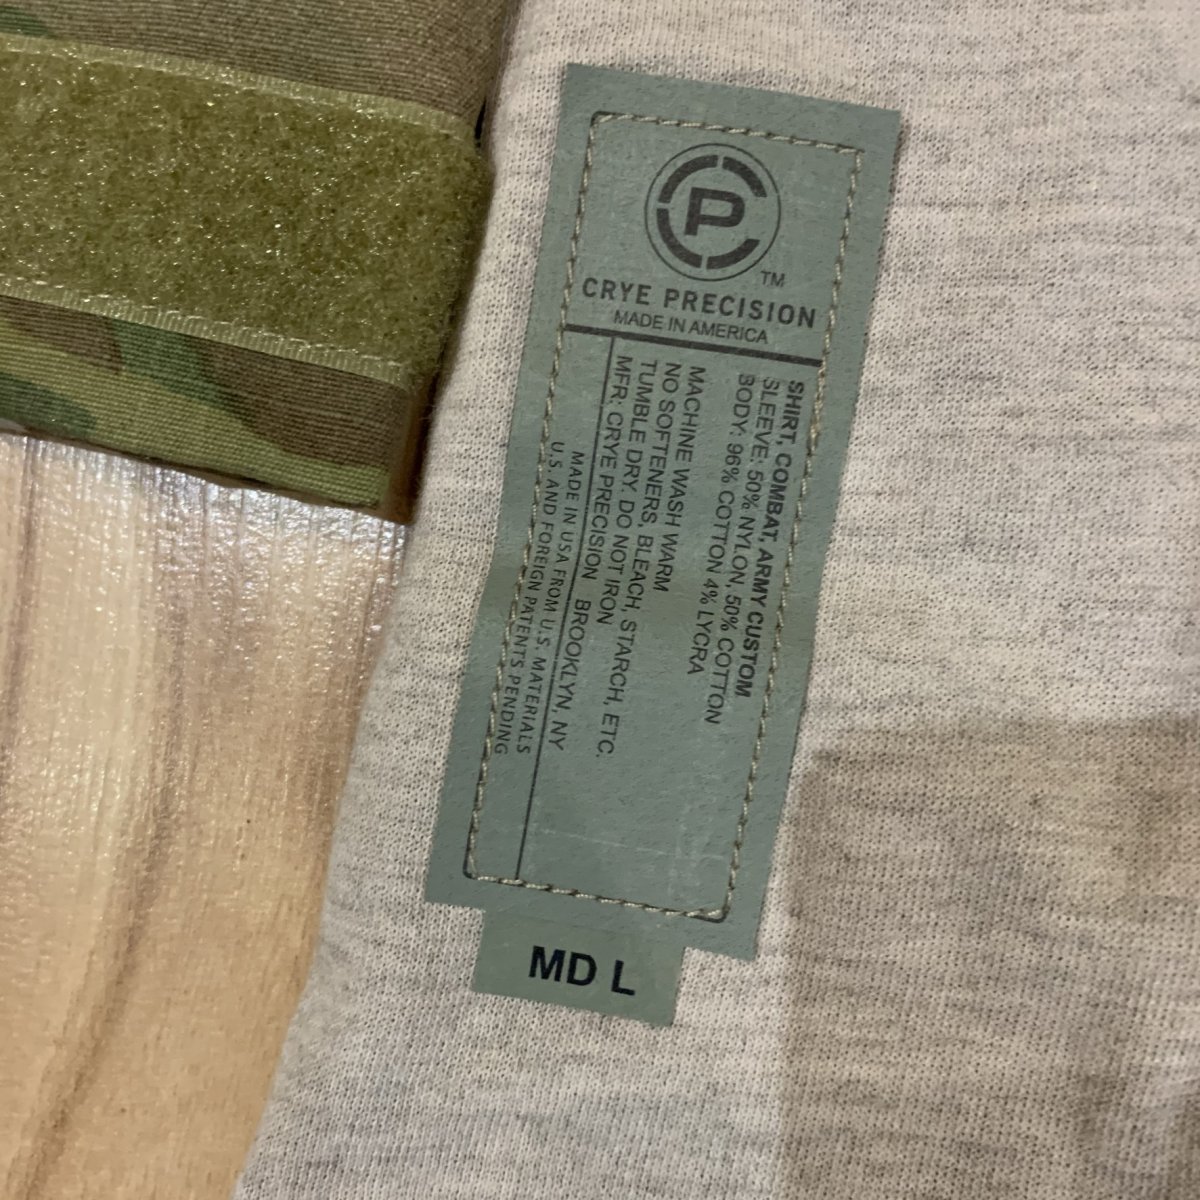 P
TM
CRYE PRECISION
MADE IN AMERICA
SHIRT, COMBAT, ARMY CUSTOM
SLEEVE: 50% NYLON, 50% COTTON
BODY: 96% COTTON 4% LYCRA
MACHINE WASH WARM
NO SOFTENERS, BLEACH, STARCH, ETC.
TUMBLE DRY. DO NOT IRON
MFR: CRYE PRECISION BROOKLYN, NY
MADE IN USA FROM U.S. MATERIALS
U.S. AND FOREIGN PATENTS PENDING
MD L